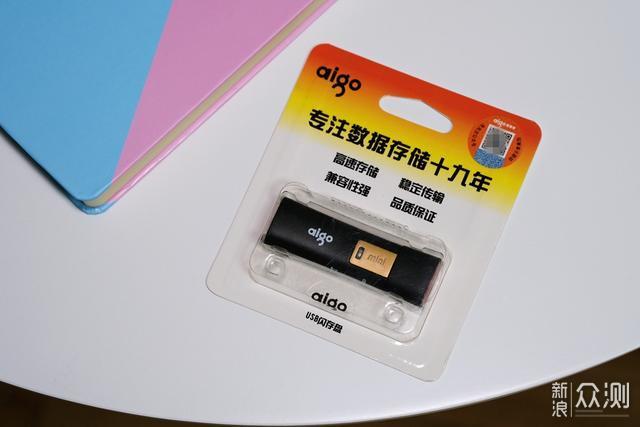 aigo
专注数据存储十九年
高速存储 稳定传输
兼容性强 品质保证
aigo
mini
aigo
USB闪存盘
新浪众测